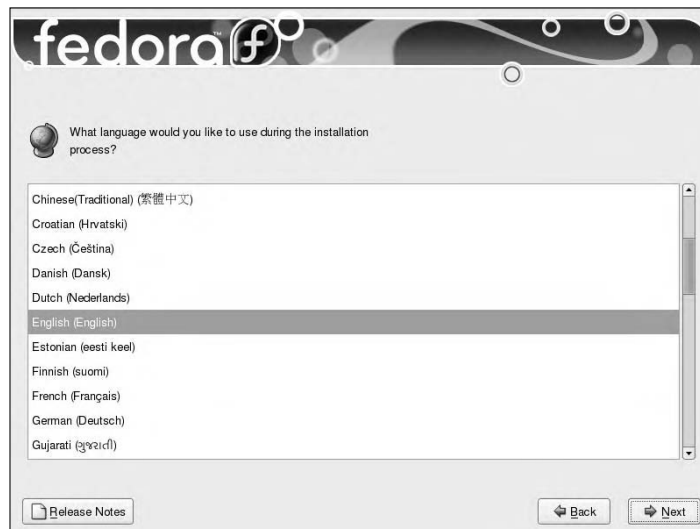 fedora™
What language would you like to use during the installation
process?
Chinese(Traditional) (繁體中文)
Croatian (Hrvatski)
Czech (Čeština)
Danish (Dansk)
Dutch (Nederlands)
English (English)
Estonian (eesti keel)
Finnish (suomi)
French (Français)
German (Deutsch)
Gujarati (ગુજરાતી)
Release Notes
Back
Next